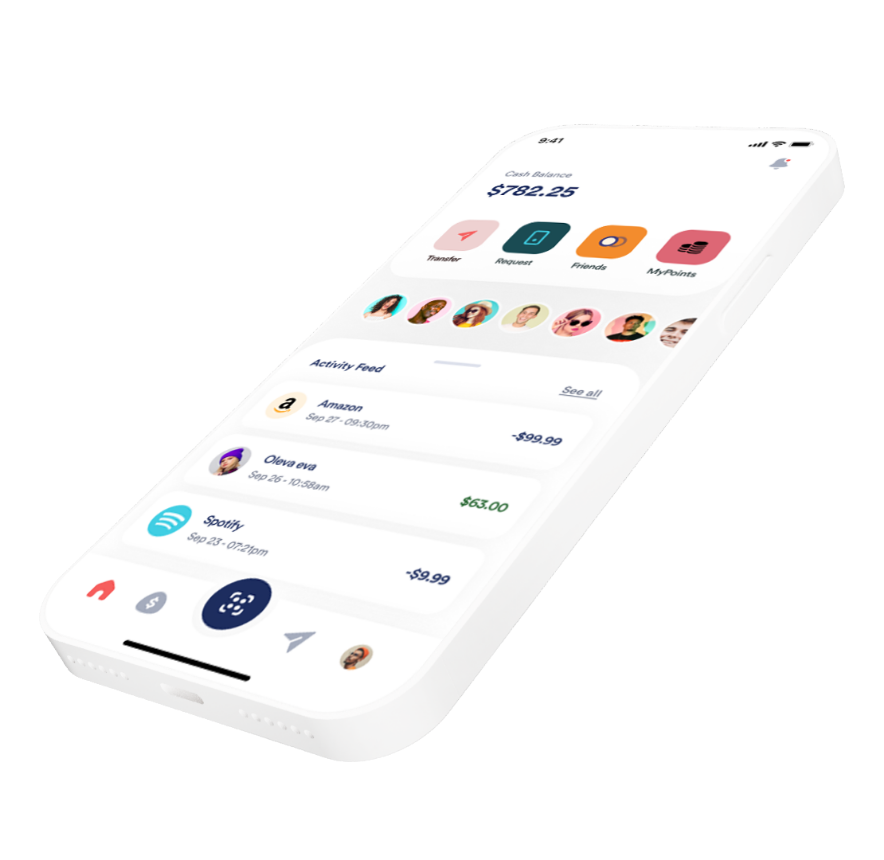 9:41
Cash Balance
$782.25
Transfer
Request
Friends
MyPoints
Activity Feed
See all
a
Amazon
Sep 27 - 09:30pm
-$99.99
Oleva eva
Sep 26 - 10:58am
$63.00
Spotify
Sep 23 - 07:21pm
-$9.99
$